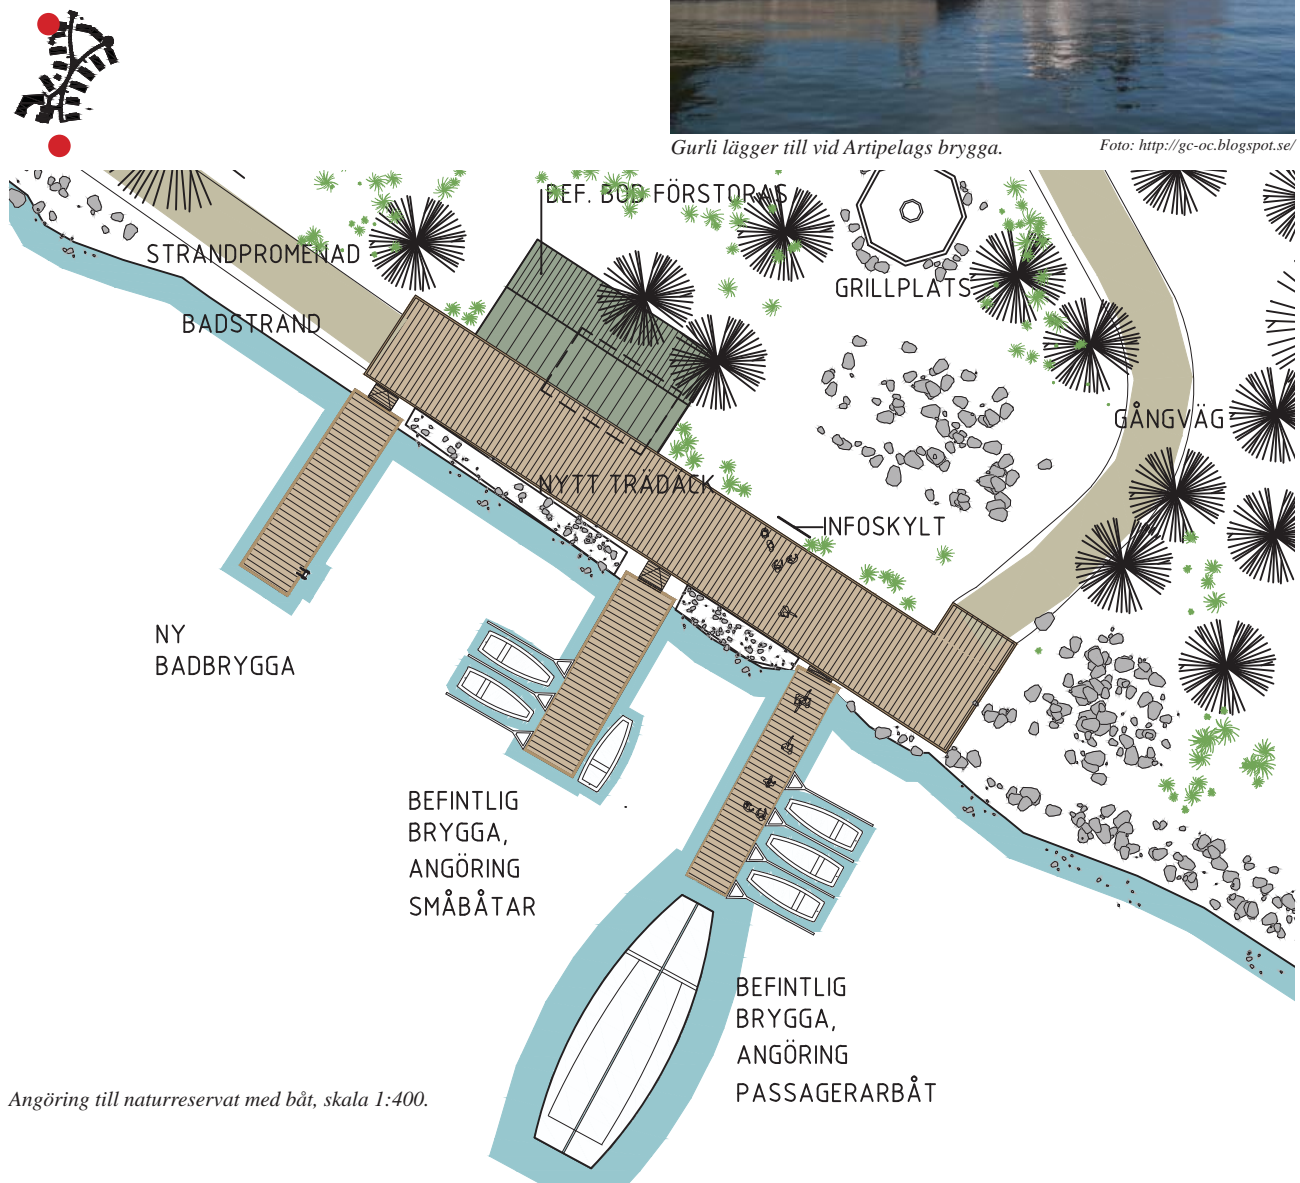 Gurli lägger till vid Artipelags brygga.
Foto: http://gc-oc.blogspot.se/
BEF. BOD FÖRSTORAS
STRANDPROMENAD
GRILLPLATS
BADSTRAND
GÅNGVÄG
NYTT TRÄDÄCK
INFOSKYLT
NY
BADBRYGGA
BEFINTLIG
BRYGGA,
ANGÖRING
SMÅBÅTAR
BEFINTLIG
BRYGGA,
ANGÖRING
PASSAGERARBÅT
Angöring till naturreservat med båt, skala 1:400.